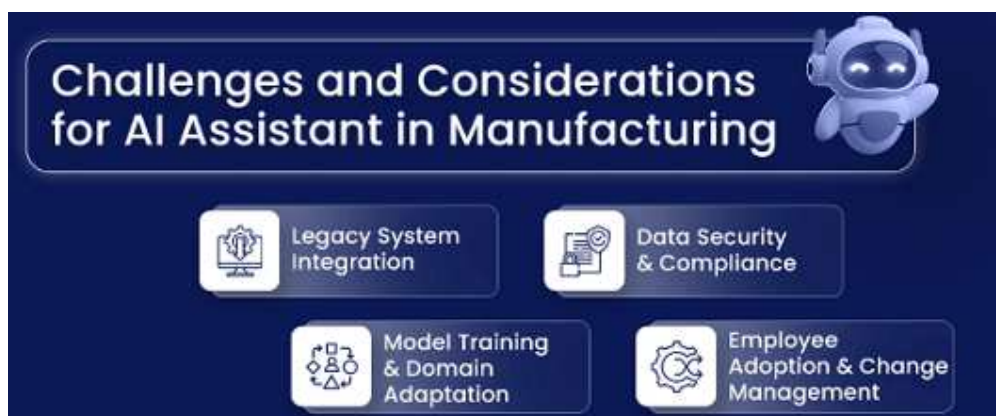 Challenges and Considerations
for AI Assistant in Manufacturing
Legacy System
Integration
Data Security
& Compliance
Model Training
& Domain
Adaptation
Employee
Adoption & Change
Management